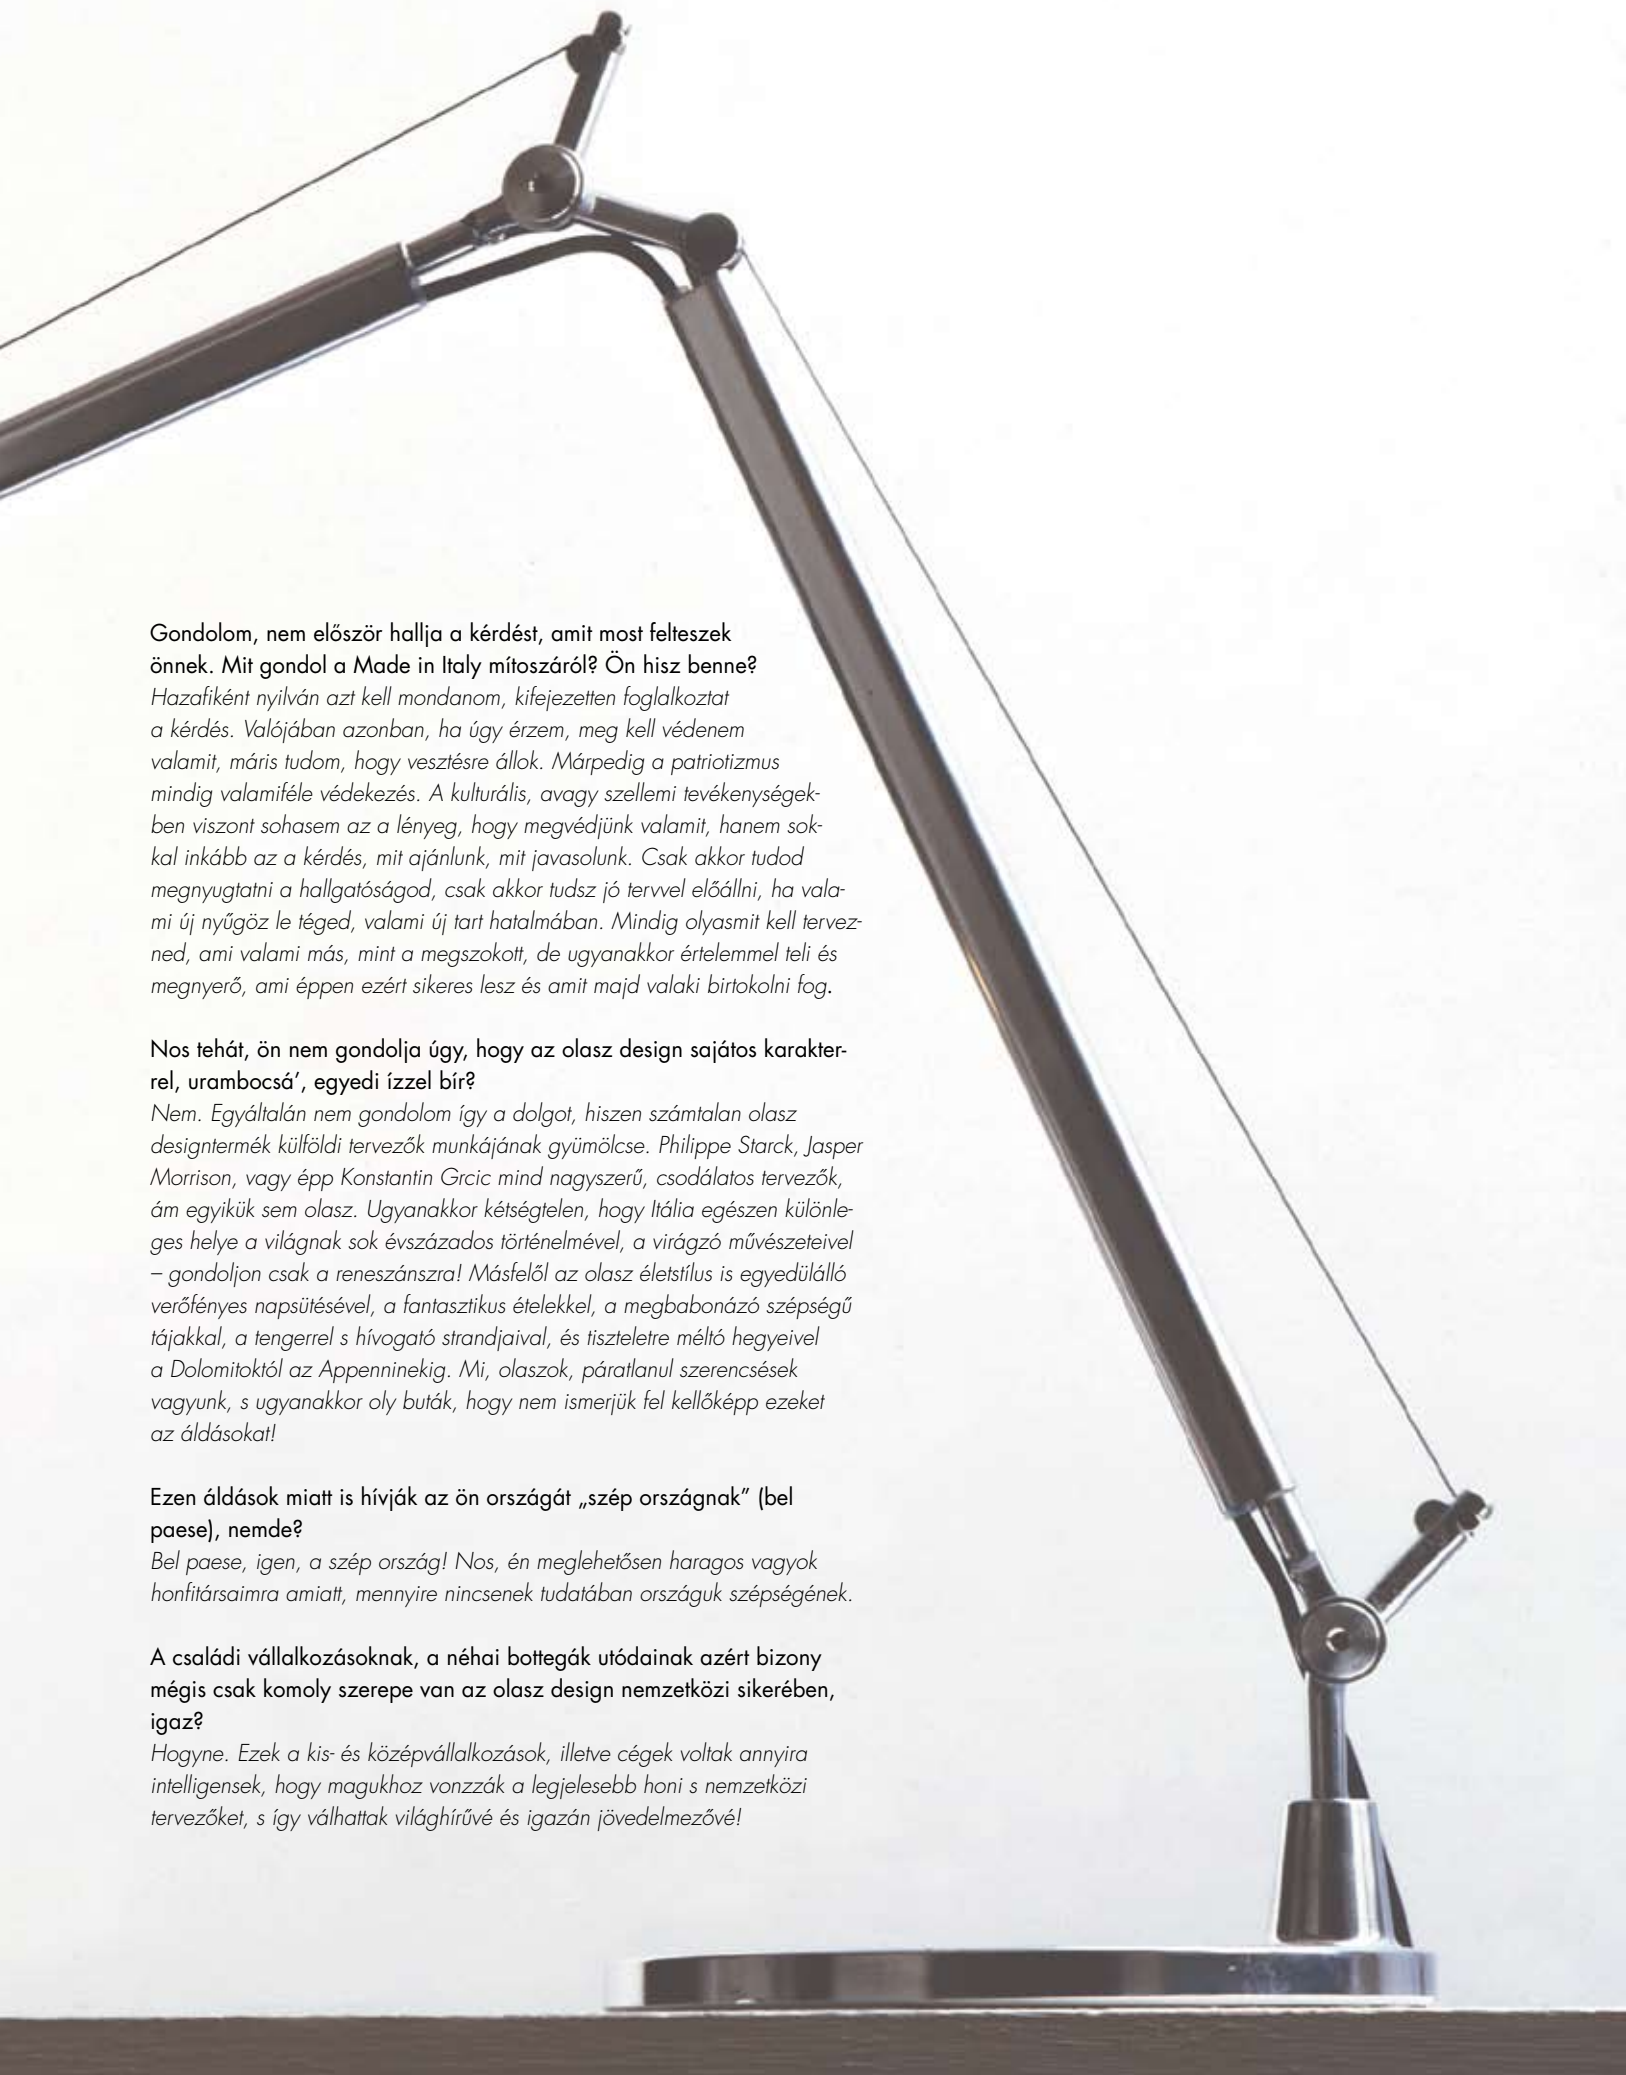 Gondolom, nem először hallja a kérdést, amit most felteszek
önnek. Mit gondol a Made in Italy mítoszáról? Ön hisz benne?
Hazafiként nyilván azt kell mondanom, kifejezetten foglalkoztat
a kérdés. Valójában azonban, ha úgy érzem, meg kell védenem
valamit, máris tudom, hogy vesztésre állok. Márpedig a patriotizmus
mindig valamiféle védekezés. A kulturális, avagy szellemi tevékenységek-
ben viszont sohasem az a lényeg, hogy megvédjünk valamit, hanem sok-
kal inkább az a kérdés, mit ajánlunk, mit javasolunk. Csak akkor tudod
megnyugtatni a hallgatóságod, csak akkor tudsz jó tervvel előállni, ha vala-
mi új nyűgöz le téged, valami új tart hatalmában. Mindig olyasmit kell tervez-
ned, ami valami más, mint a megszokott, de ugyanakkor értelemmel teli és
megnyerő, ami éppen ezért sikeres lesz és amit majd valaki birtokolni fog.
Nos tehát, ön nem gondolja úgy, hogy az olasz design sajátos karakter-
rel, urambocsá’, egyedi ízzel bír?
Nem. Egyáltalán nem gondolom így a dolgot, hiszen számtalan olasz
designtermék külföldi tervezők munkájának gyümölcse. Philippe Starck, Jasper
Morrison, vagy épp Konstantin Grcic mind nagyszerű, csodálatos tervezők,
ám egyikük sem olasz. Ugyanakkor kétségtelen, hogy Itália egészen különle-
ges helye a világnak sok évszázados történelmével, a virágzó művészeteivel
– gondoljon csak a reneszánszra! Másfelől az olasz életstílus is egyedülálló
verőfényes napsütésével, a fantasztikus ételekkel, a megbabonázó szépségű
tájakkal, a tengerrel s hívogató strandjaival, és tiszteletre méltó hegyeivel
a Dolomitoktól az Appenninekig. Mi, olaszok, páratlanul szerencsések
vagyunk, s ugyanakkor oly buták, hogy nem ismerjük fel kellőképp ezeket
az áldásokat!
Ezen áldások miatt is hívják az ön országát „szép országnak” (bel
paese), nemde?
Bel paese, igen, a szép ország! Nos, én meglehetősen haragos vagyok
honfitársaimra amiatt, mennyire nincsenek tudatában országuk szépségének.
A családi vállalkozásoknak, a néhai bottegák utódainak azért bizony
mégis csak komoly szerepe van az olasz design nemzetközi sikerében,
igaz?
Hogyne. Ezek a kis- és középvállalkozások, illetve cégek voltak annyira
intelligensek, hogy magukhoz vonzzák a legjelesebb honi s nemzetközi
tervezőket, s így válhattak világhírűvé és igazán jövedelmezővé!